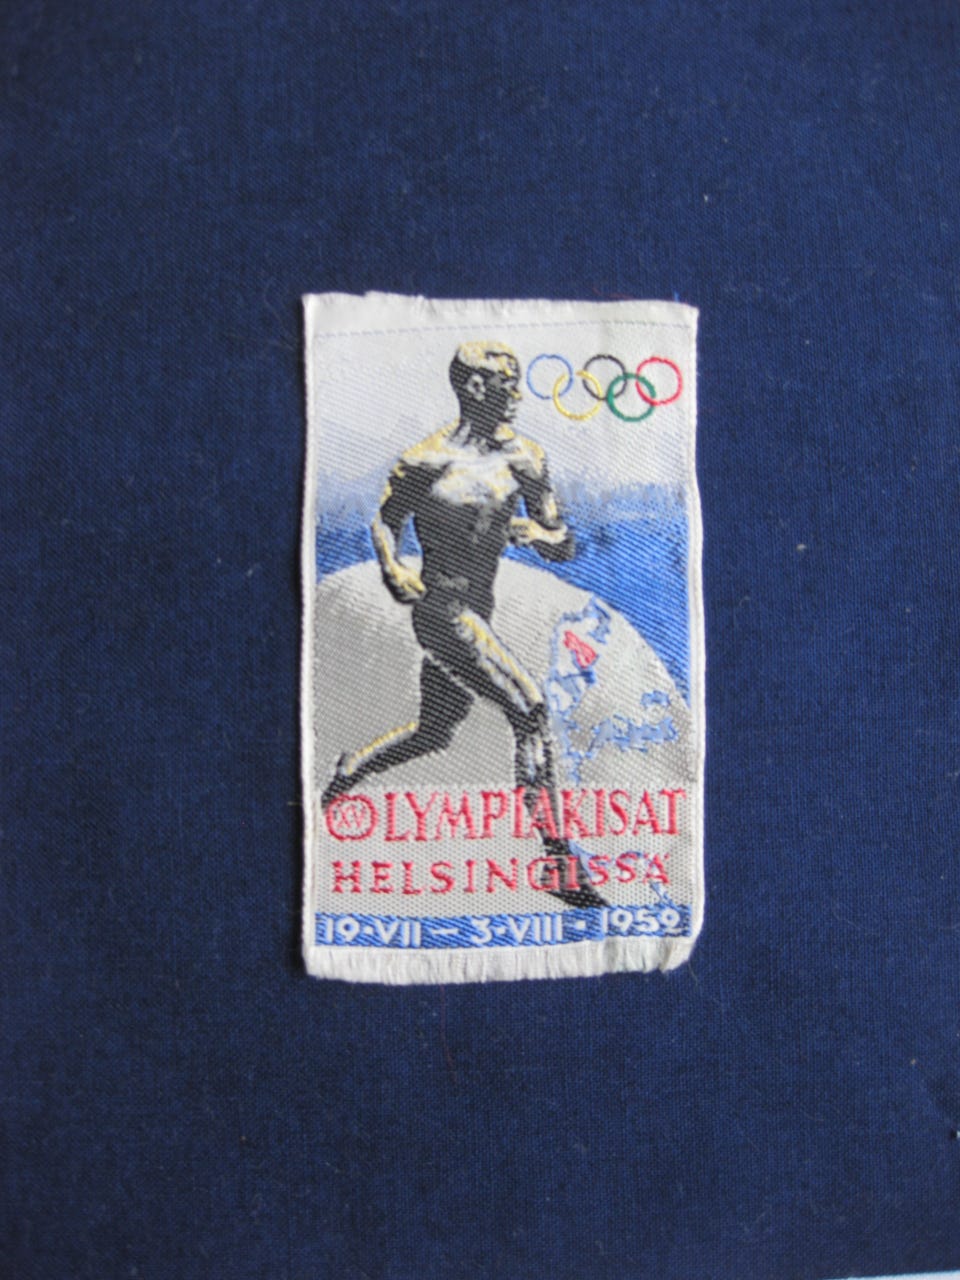 XV OLYMPIAKISAT
HELSINGISSÄ
19·VII — 3·VIII · 1952